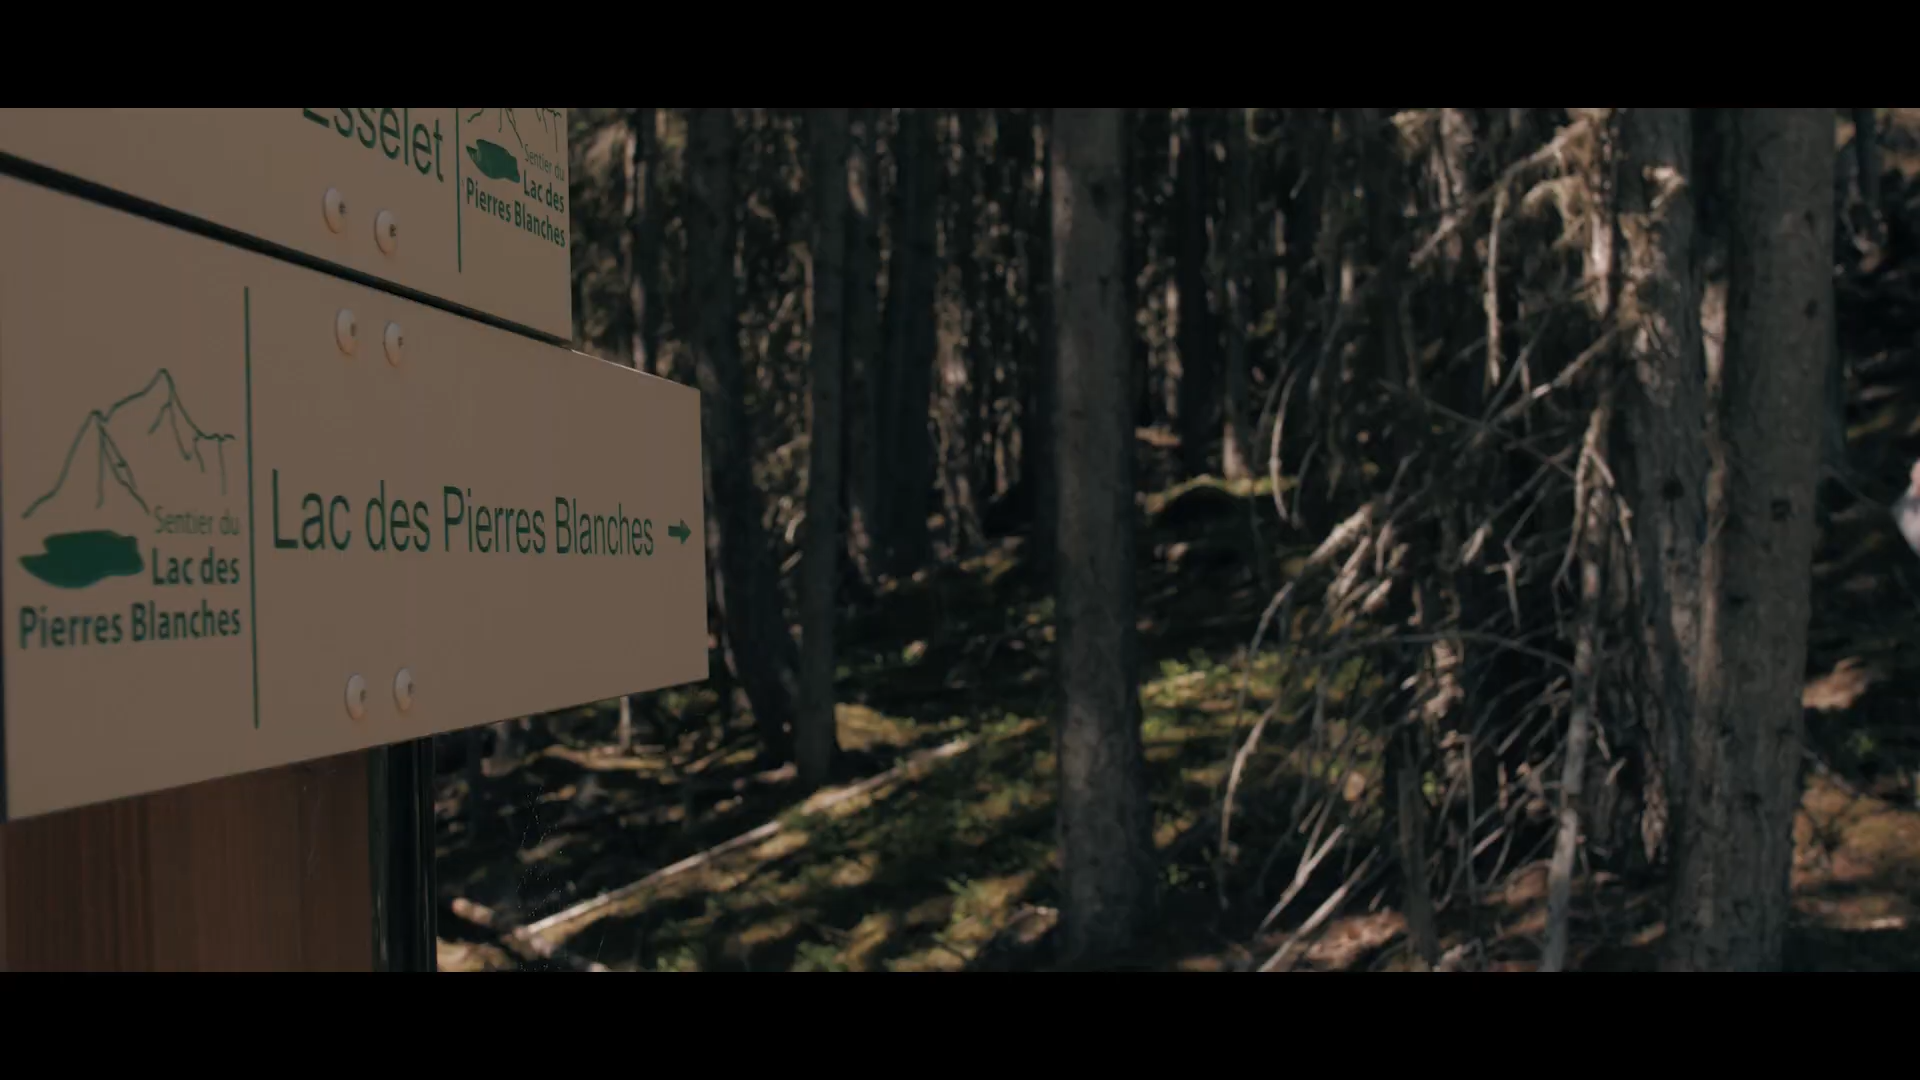 Esselet
Sentier du
Lac des
Pierres Blanches
Sentier du
Lac des
Pierres Blanches
Lac des Pierres Blanches →